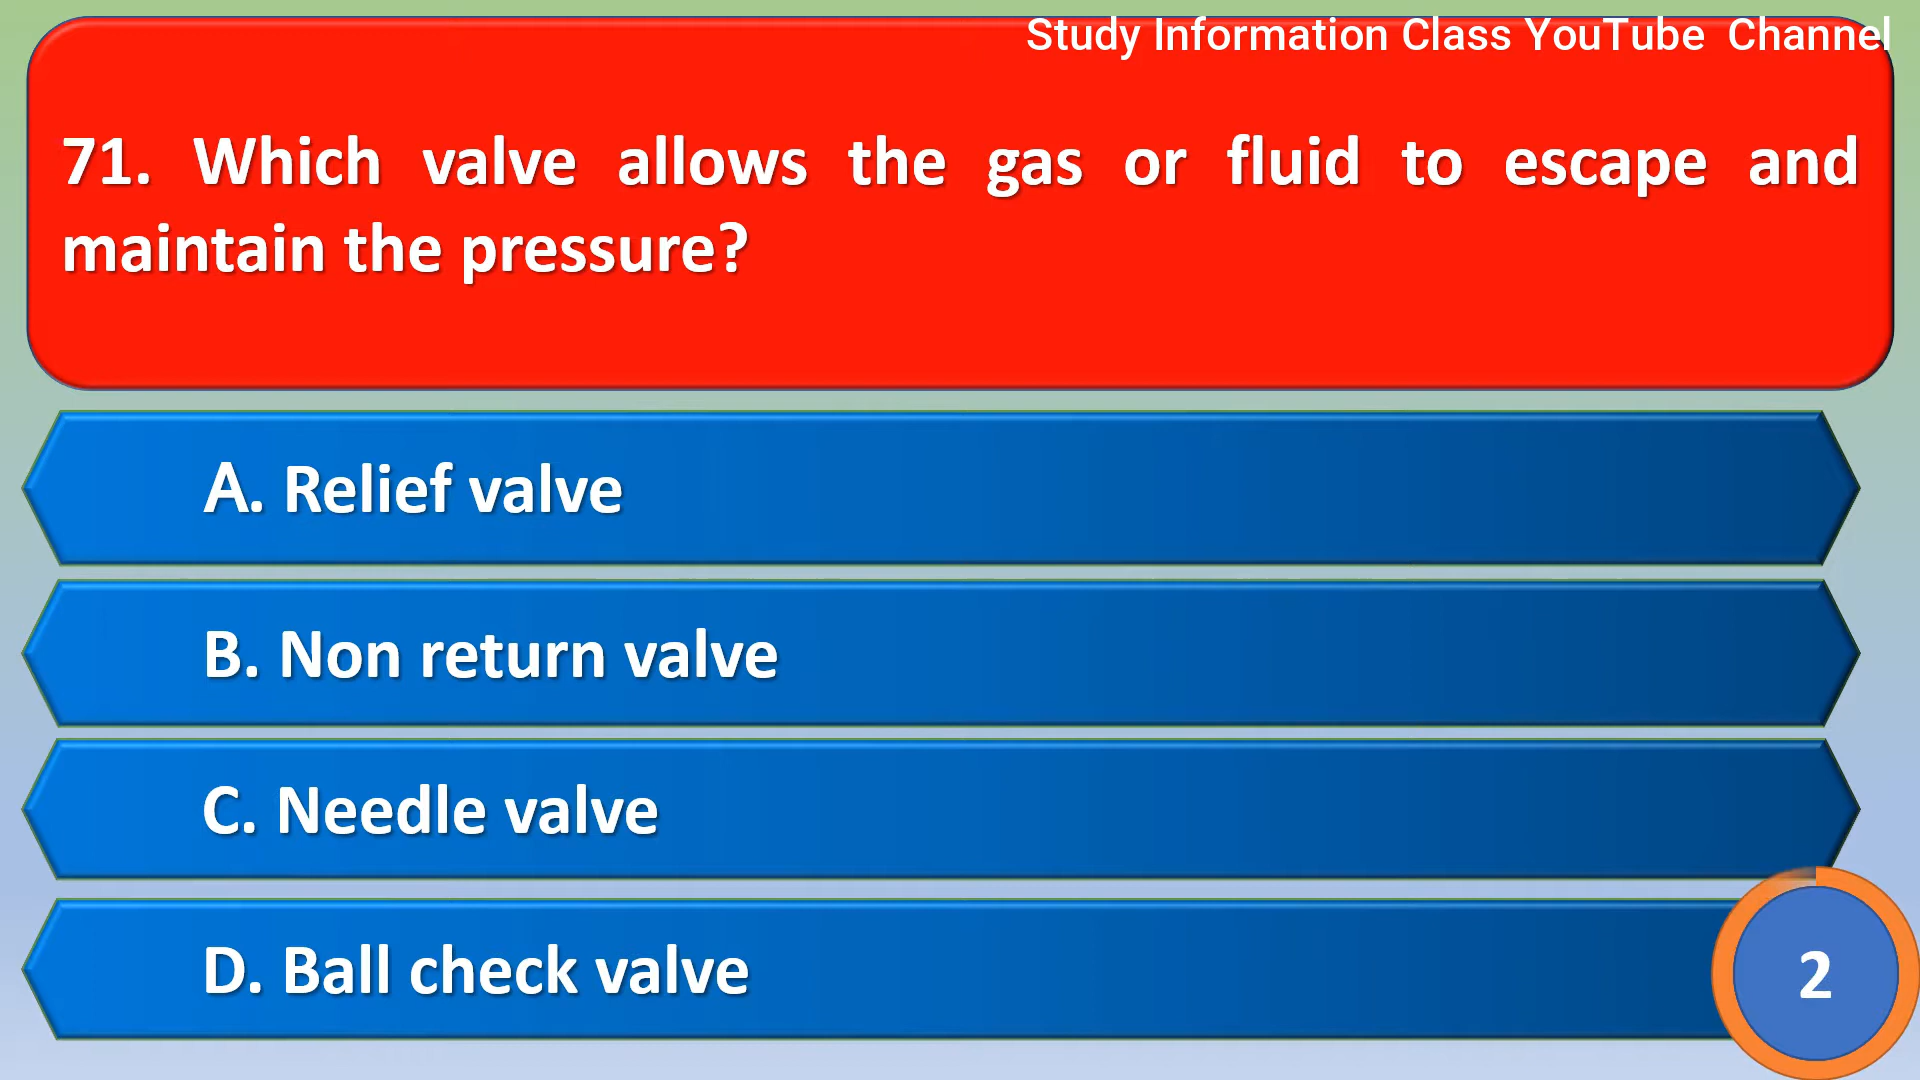 Study Information Class YouTube Channel
71. Which valve allows the gas or fluid to escape and
maintain the pressure?
A. Relief valve
B. Non return valve
C. Needle valve
D. Ball check valve
2